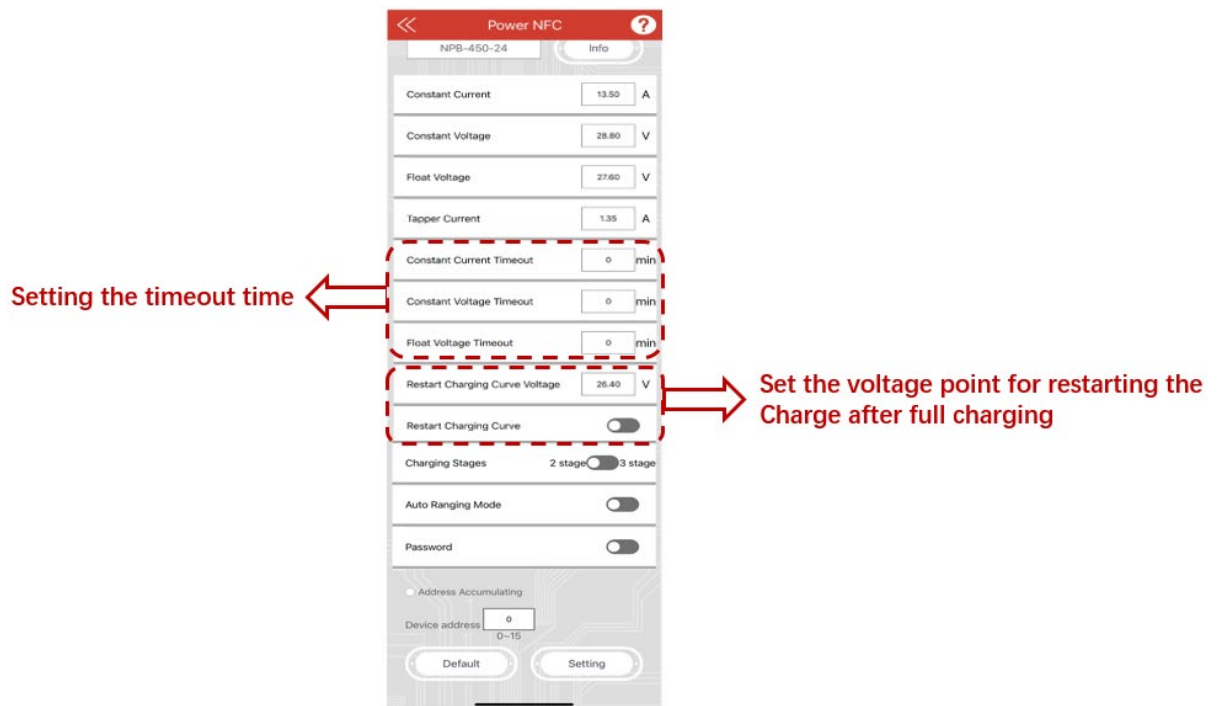 Power NFC
?
NPB-450-24 Info
Constant Current 13.50 A
Constant Voltage 28.80 V
Float Voltage 27.60 V
Tapper Current 1.35 A
Constant Current Timeout 0 min
Setting the timeout time
Constant Voltage Timeout 0 min
Float Voltage Timeout 0 min
Restart Charging Curve Voltage 26.40 V
Set the voltage point for restarting the
Charge after full charging
Restart Charging Curve
Charging Stages 2 stage 3 stage
Auto Ranging Mode
Password
Address Accumulating
Device address 0
0~15
Default Setting